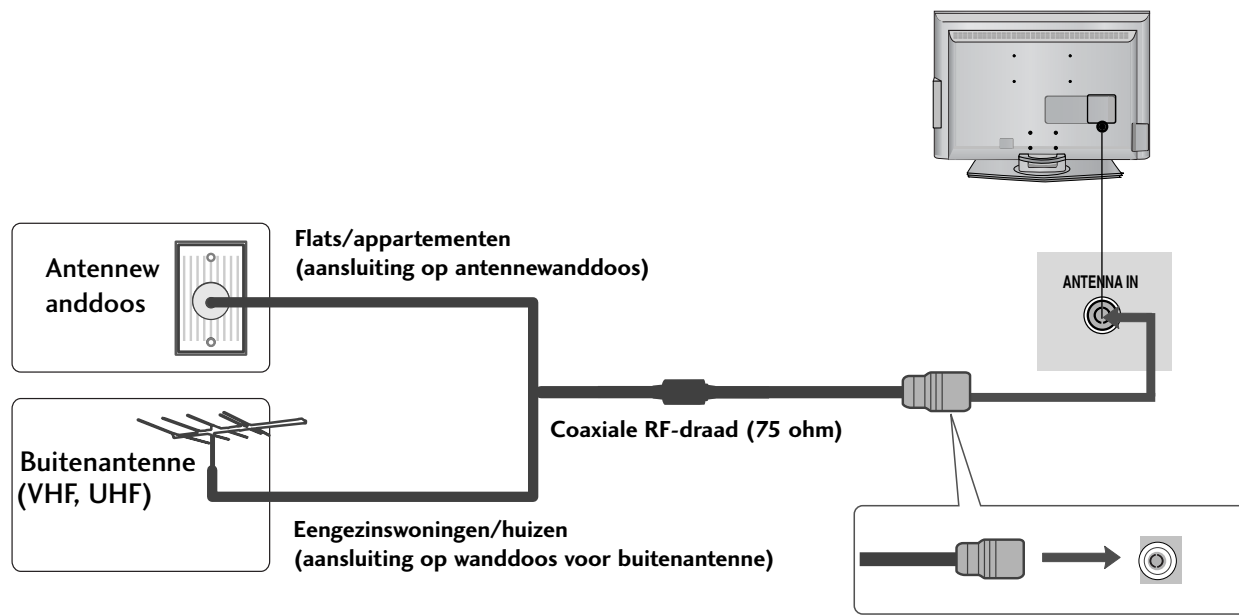 Antennew
anddoos
Flats/appartementen
(aansluiting op antennewanddoos)
ANTENNA IN
Coaxiale RF-draad (75 ohm)
Buitenantenne
(VHF, UHF)
Eengezinswoningen/huizen
(aansluiting op wanddoos voor buitenantenne)